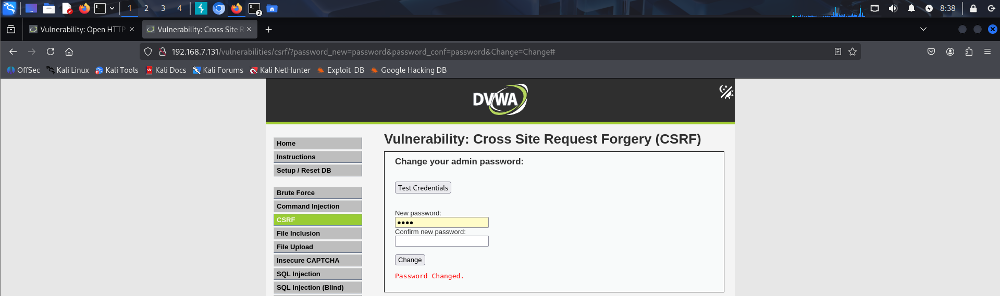 1 2 3 4 2 8:38
Vulnerability: Open HTTP Vulnerability: Cross Site R
192.168.7.131/vulnerabilities/csrf/?password_new=password&password_conf=password&Change=Change#
OffSec Kali Linux Kali Tools Kali Docs Kali Forums Kali NetHunter Exploit-DB Google Hacking DB
DVWA
Home
Instructions
Setup / Reset DB
Brute Force
Command Injection
CSRF
File Inclusion
File Upload
Insecure CAPTCHA
SQL Injection
SQL Injection (Blind)
Vulnerability: Cross Site Request Forgery (CSRF)
Change your admin password:
Test Credentials
New password:
••••
Confirm new password:
Change
Password Changed.